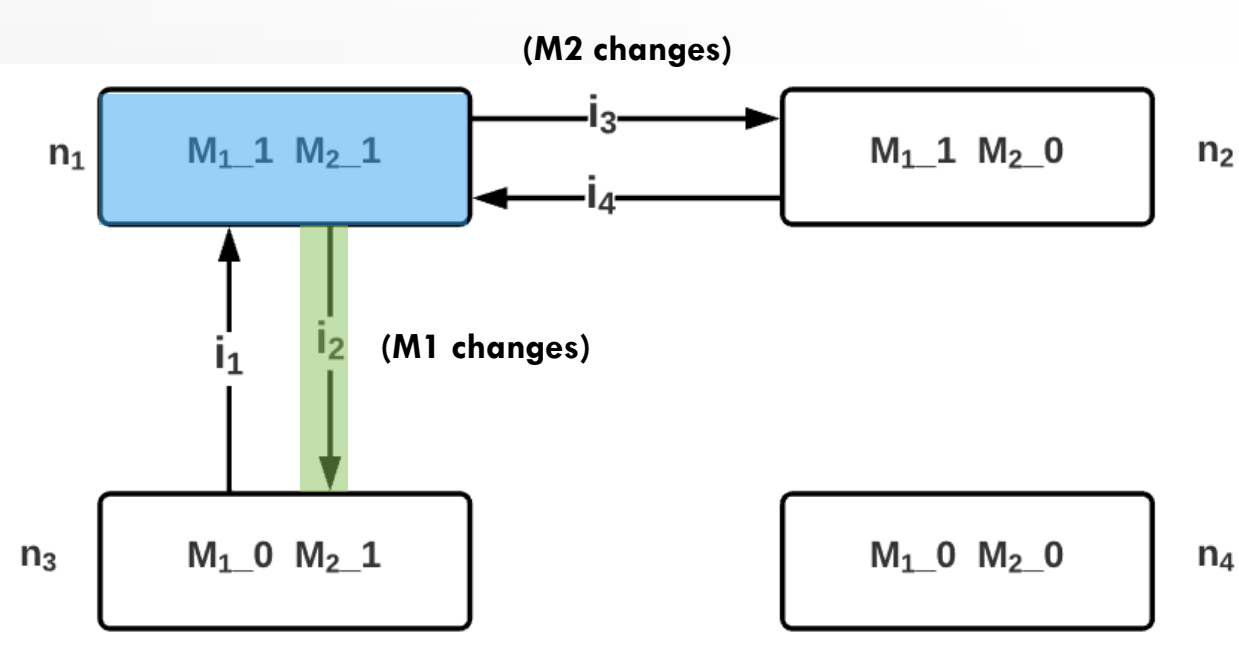 (M2 changes)
n₁ M₁_1 M₂_1 i₃ M₁_1 M₂_0 n₂
i₄
i₁ i₂ (M1 changes)
n₃ M₁_0 M₂_1 M₁_0 M₂_0 n₄